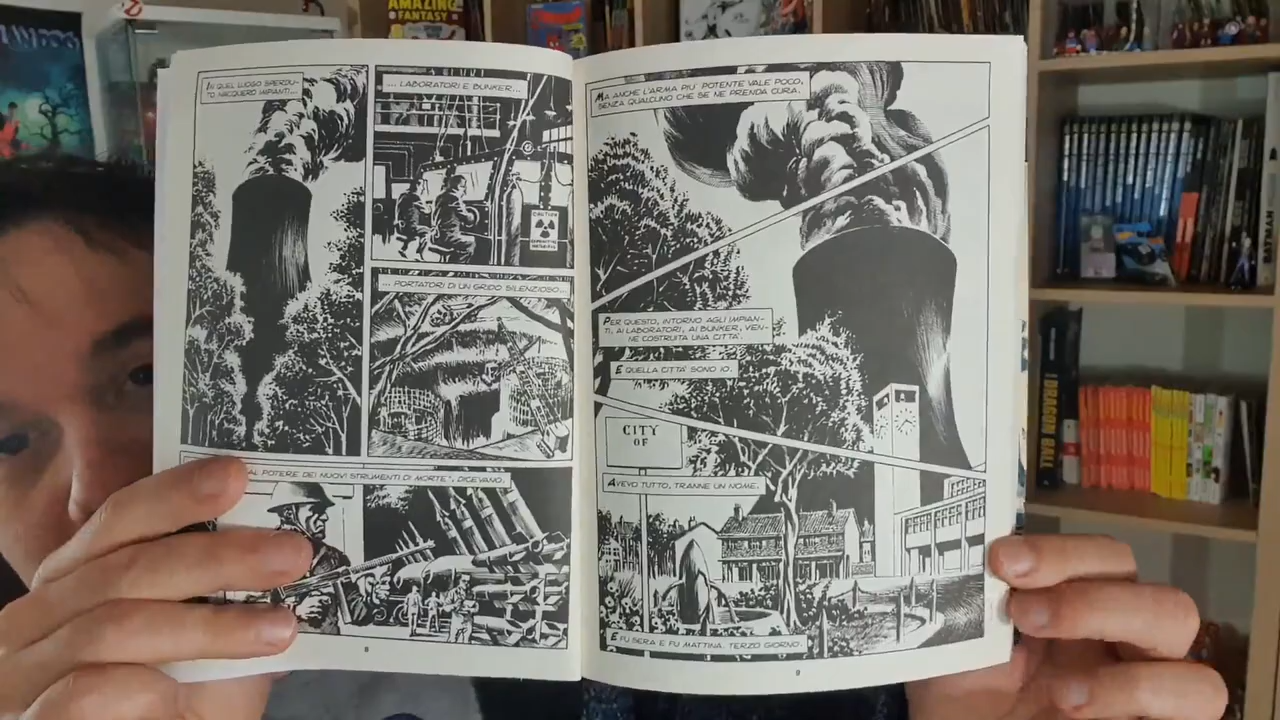 AMAZING
FANTASY
IN QUEL LUOGO SPERDU-
TO NACQUERO IMPIANTI...
... LABORATORI E BUNKER...
CAUTION
... PORTATORI DI UN GRIDO SILENZIOSO...
AL POTERE DEI NUOVI STRUMENTI DI MORTE", DICEVANO.
8
MA ANCHE L'ARMA PIU' POTENTE VALE POCO,
SENZA QUALCUNO CHE SE NE PRENDA CURA.
PER QUESTO, INTORNO AGLI IMPIAN-
TI, AI LABORATORI, AI BUNKER, VEN-
NE COSTRUITA UNA CITTA'.
E QUELLA CITTA' SONO IO.
CITY
OF
AVEVO TUTTO, TRANNE UN NOME.
E FU SERA E FU MATTINA. TERZO GIORNO.
9
BATMAN
DRAGON BALL